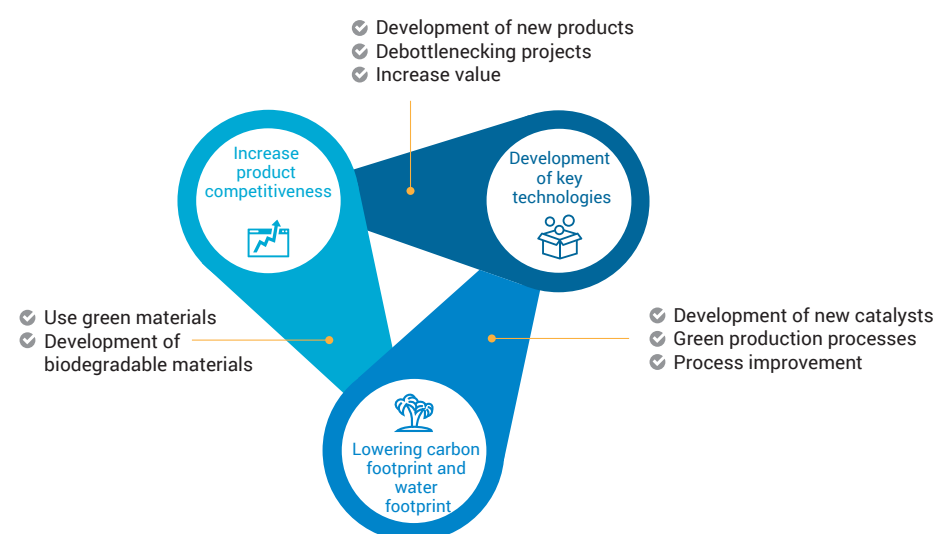 Development of new products
Debottlenecking projects
Increase value
Increase
product
competitiveness
Development
of key
technologies
Use green materials
Development of
biodegradable materials
Development of new catalysts
Green production processes
Process improvement
Lowering carbon
footprint and
water
footprint